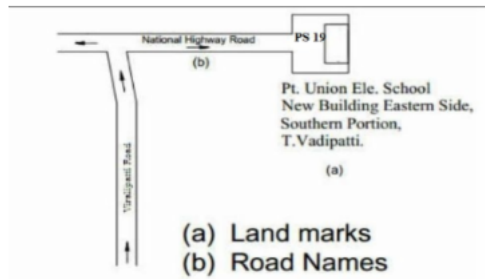 National Highway Road
PS 19
(b)
Pt. Union Ele. School
New Building Eastern Side,
Southern Portion,
T.Vadipatti.
(a)
Viralipatti Road
(a) Land marks
(b) Road Names